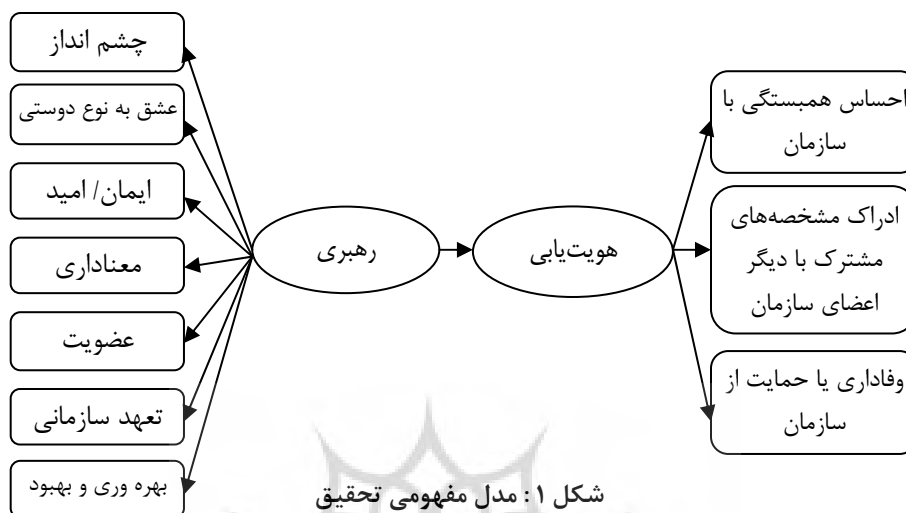 چشم انداز
عشق به نوع دوستی
ایمان/ امید
معناداری
عضویت
تعهد سازمانی
بهره وری و بهبود
رهبری
هویت‌یابی
احساس همبستگی با
سازمان
ادراک مشخصه‌های
مشترک با دیگر
اعضای سازمان
وفاداری یا حمایت از
سازمان
شکل ۱: مدل مفهومی تحقیق